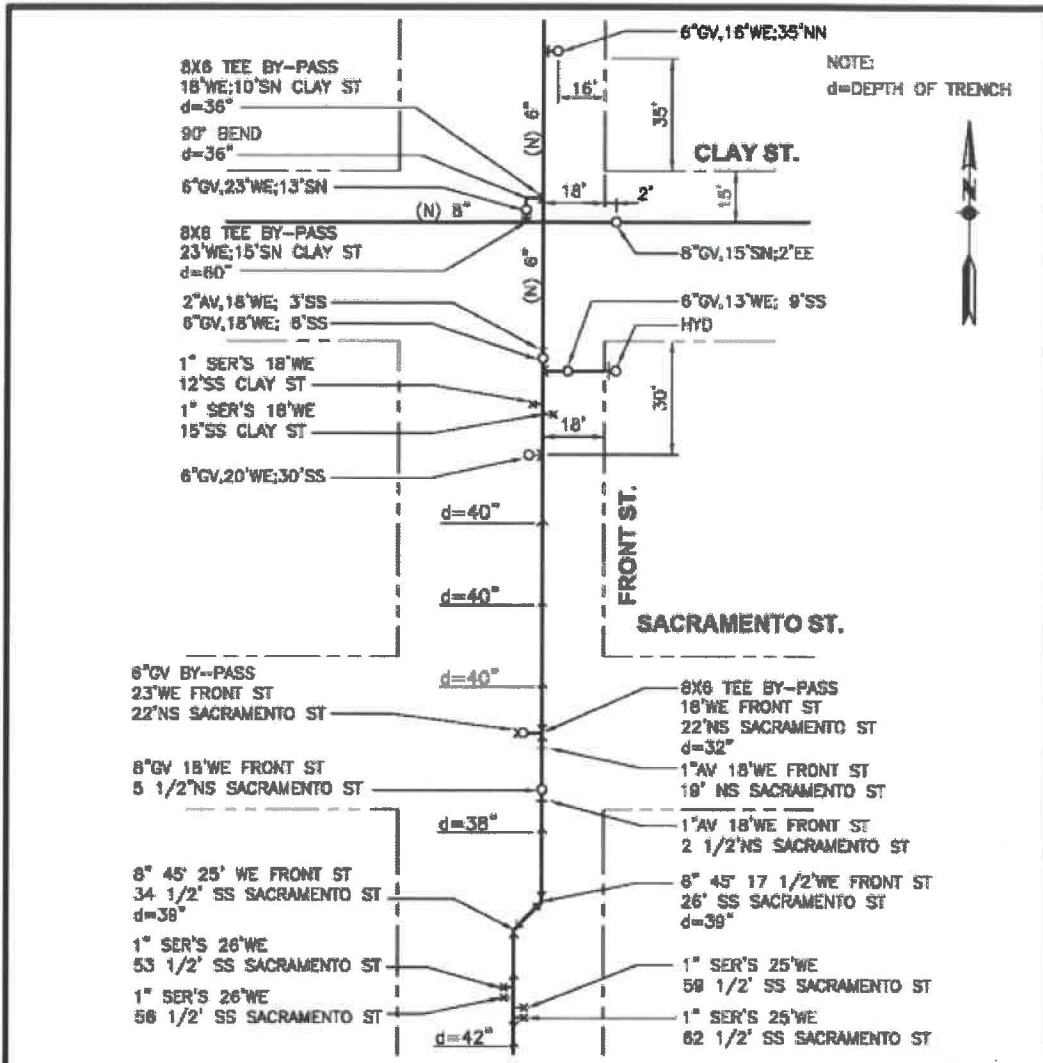 6"GV,16'WE;35'NN
NOTE:
d=DEPTH OF TRENCH
8X6 TEE BY-PASS
18'WE;10'SN CLAY ST
d=36"
90° BEND
d=36"
6"GV,23'WE;13'SN
8X6 TEE BY-PASS
23'WE;15'SN CLAY ST
d=60"
2"AV,18'WE; 3'SS
6"GV,18'WE; 6'SS
1" SER'S 18'WE
12'SS CLAY ST
1" SER'S 18'WE
15'SS CLAY ST
6"GV,20'WE;30'SS
16'
35'
(N) 6"
CLAY ST.
18'
2'
15'
(N) 8"
8"GV,15'SN;2'EE
(N) 6"
6"GV,13'WE; 9'SS
HYD
30'
18'
N
d=40"
d=40"
d=40"
FRONT ST.
SACRAMENTO ST.
6"GV BY-PASS
23'WE FRONT ST
22'NS SACRAMENTO ST
8"GV 18'WE FRONT ST
5 1/2"NS SACRAMENTO ST
d=38"
8X6 TEE BY-PASS
18'WE FRONT ST
22'NS SACRAMENTO ST
d=32"
1"AV 18'WE FRONT ST
19' NS SACRAMENTO ST
1"AV 18'WE FRONT ST
2 1/2'NS SACRAMENTO ST
8" 45' 25' WE FRONT ST
34 1/2' SS SACRAMENTO ST
d=39"
1" SER'S 26'WE
53 1/2' SS SACRAMENTO ST
1" SER'S 26'WE
56 1/2' SS SACRAMENTO ST
d=42"
8" 45' 17 1/2'WE FRONT ST
26' SS SACRAMENTO ST
d=39"
1" SER'S 25'WE
59 1/2' SS SACRAMENTO ST
1" SER'S 25'WE
62 1/2' SS SACRAMENTO ST